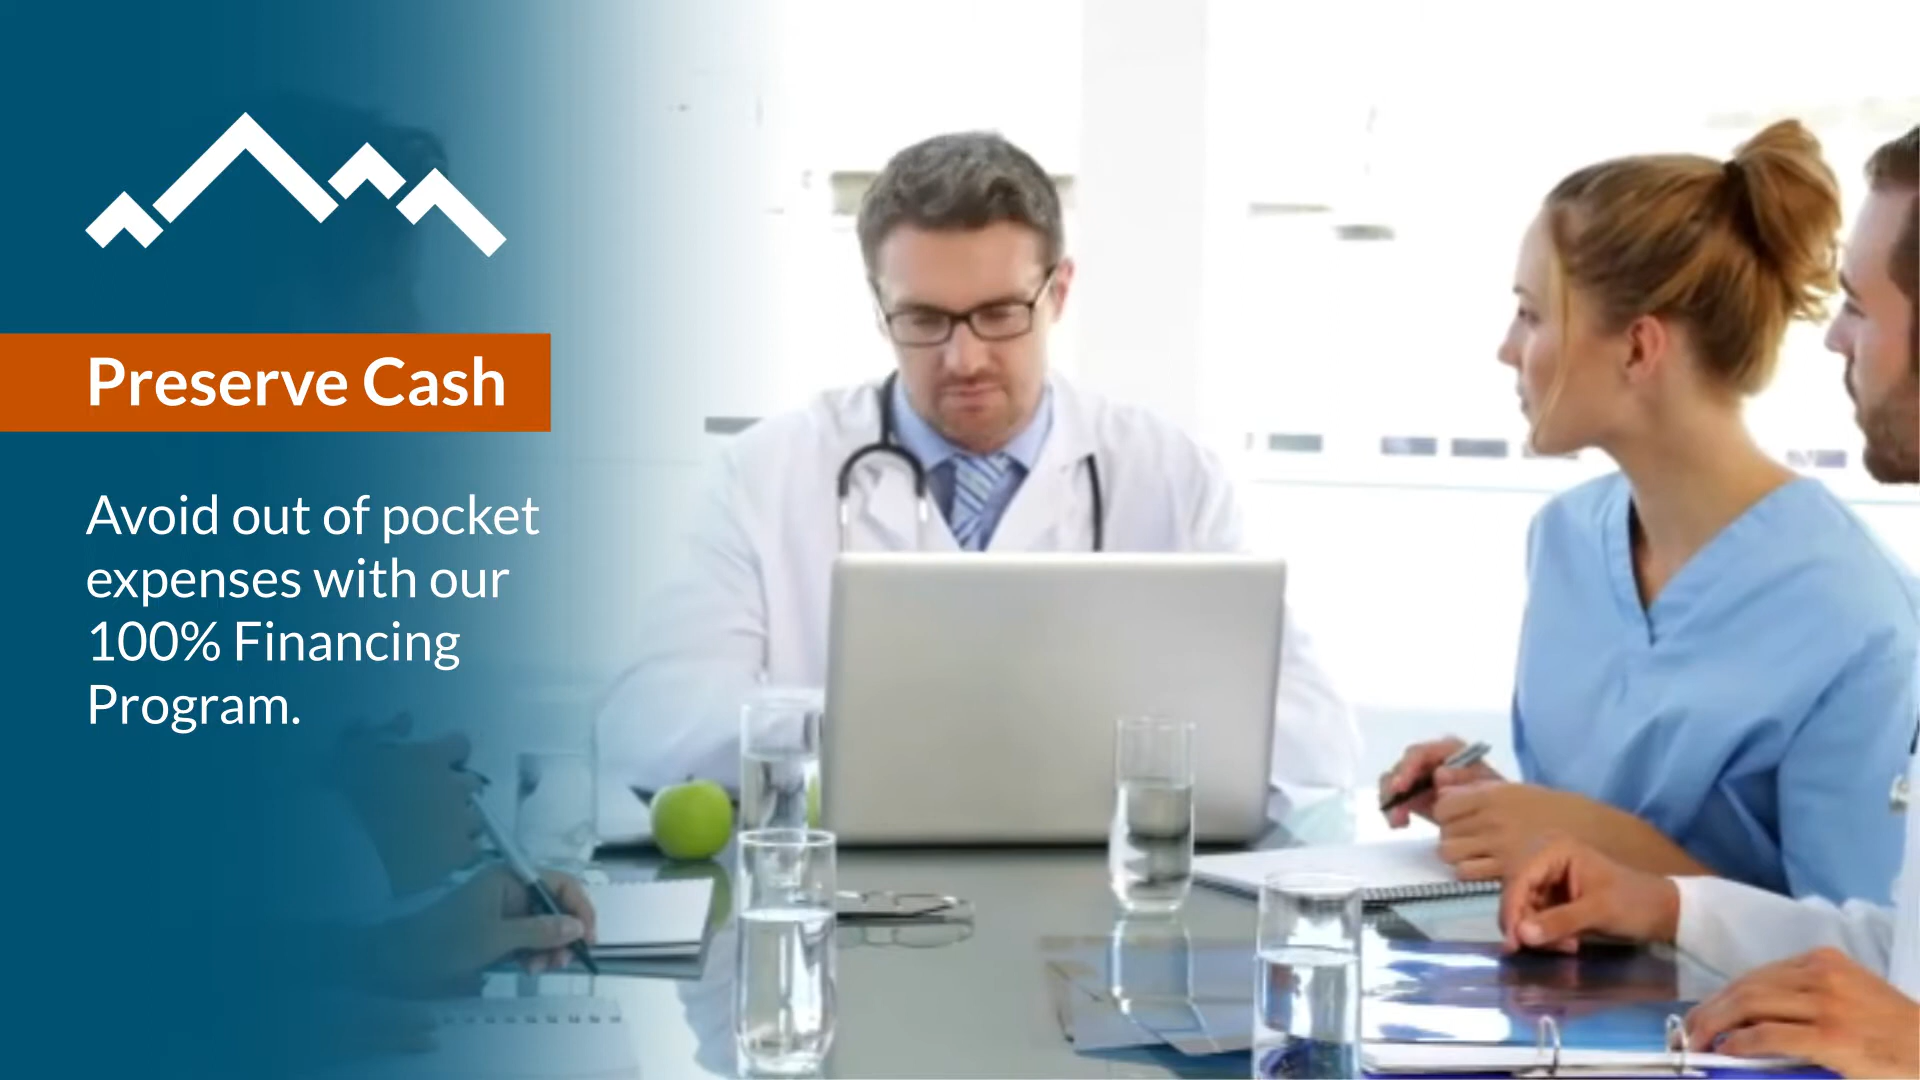 Preserve Cash
Avoid out of pocket
expenses with our
100% Financing
Program.